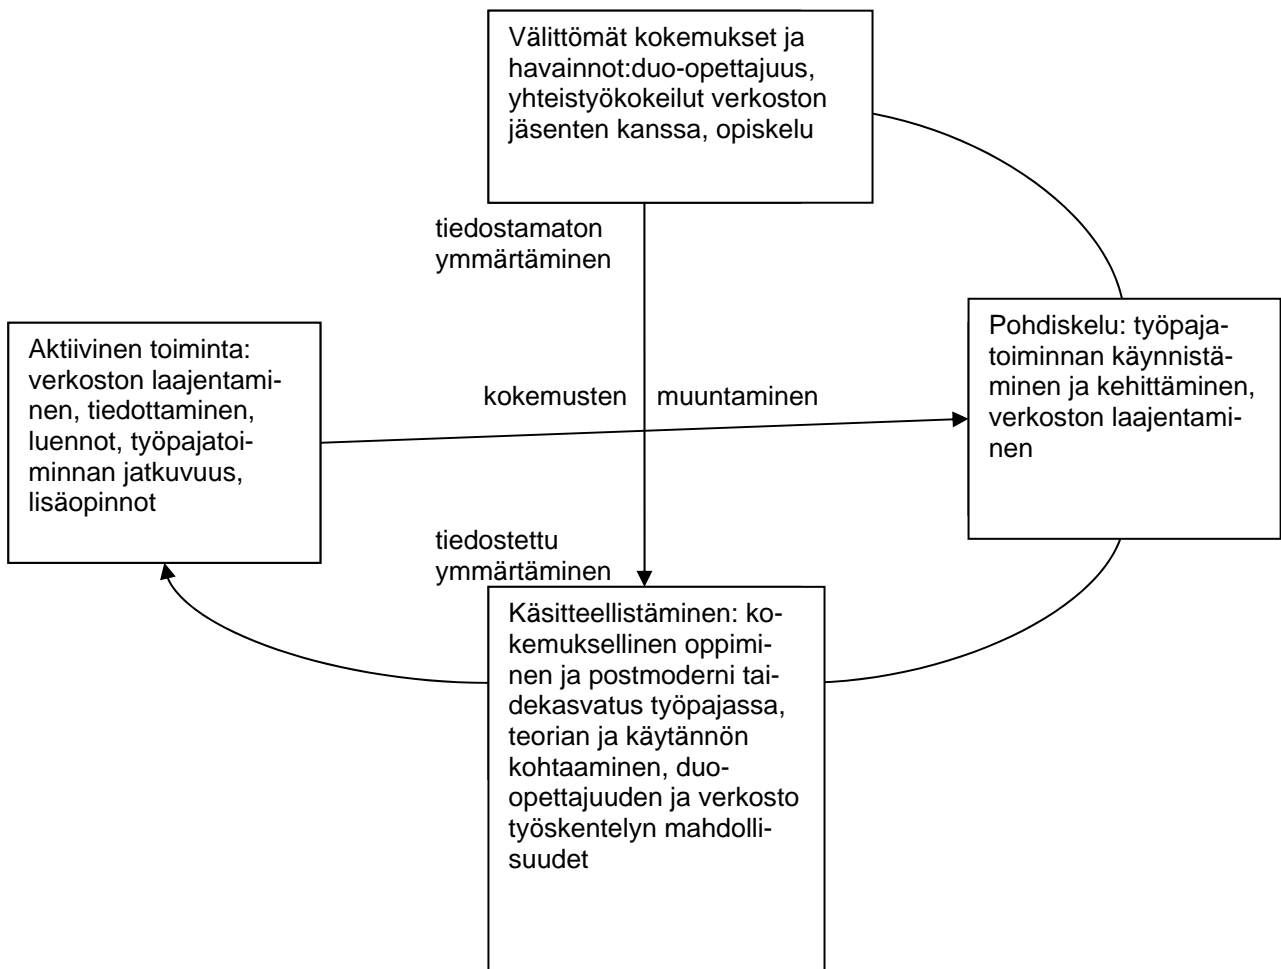 Välittömät kokemukset ja
havainnot:duo-opettajuus,
yhteistyökokeilut verkoston
jäsenten kanssa, opiskelu
tiedostamaton
ymmärtäminen
Aktiivinen toiminta:
verkoston laajentami-
nen, tiedottaminen,
luennot, työpajatoi-
minnan jatkuvuus,
lisäopinnot
kokemusten muuntaminen
Pohdiskelu: työpaja-
toiminnan käynnistä-
minen ja kehittäminen,
verkoston laajentami-
nen
tiedostettu
ymmärtäminen
Käsitteellistäminen: ko-
kemuksellinen oppimi-
nen ja postmoderni tai-
dekasvatus työpajassa,
teorian ja käytännön
kohtaaminen, duo-
opettajuuden ja verkosto
työskentelyn mahdolli-
suudet